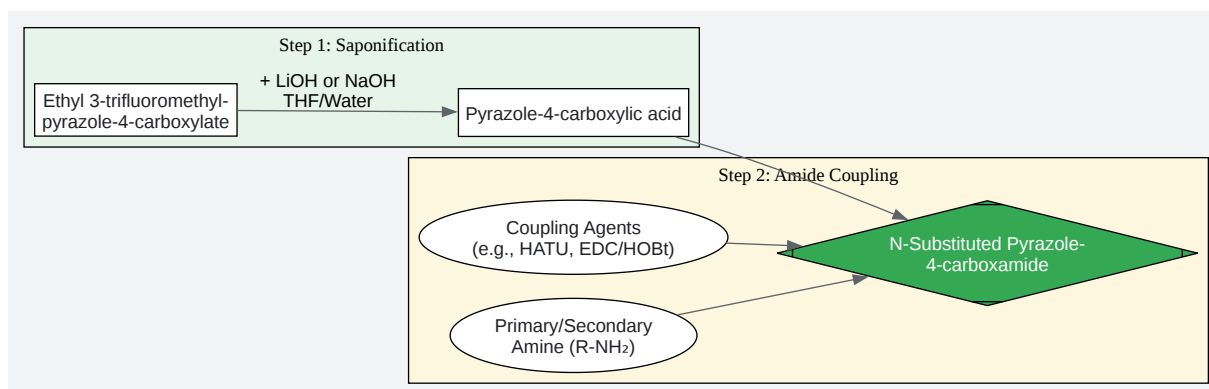 Step 1: Saponification
Ethyl 3-trifluoromethyl-
pyrazole-4-carboxylate
+ LiOH or NaOH
THF/Water
Pyrazole-4-carboxylic acid
Step 2: Amide Coupling
Coupling Agents
(e.g., HATU, EDC/HOBt)
N-Substituted Pyrazole-
4-carboxamide
Primary/Secondary
Amine (R-NH₂)